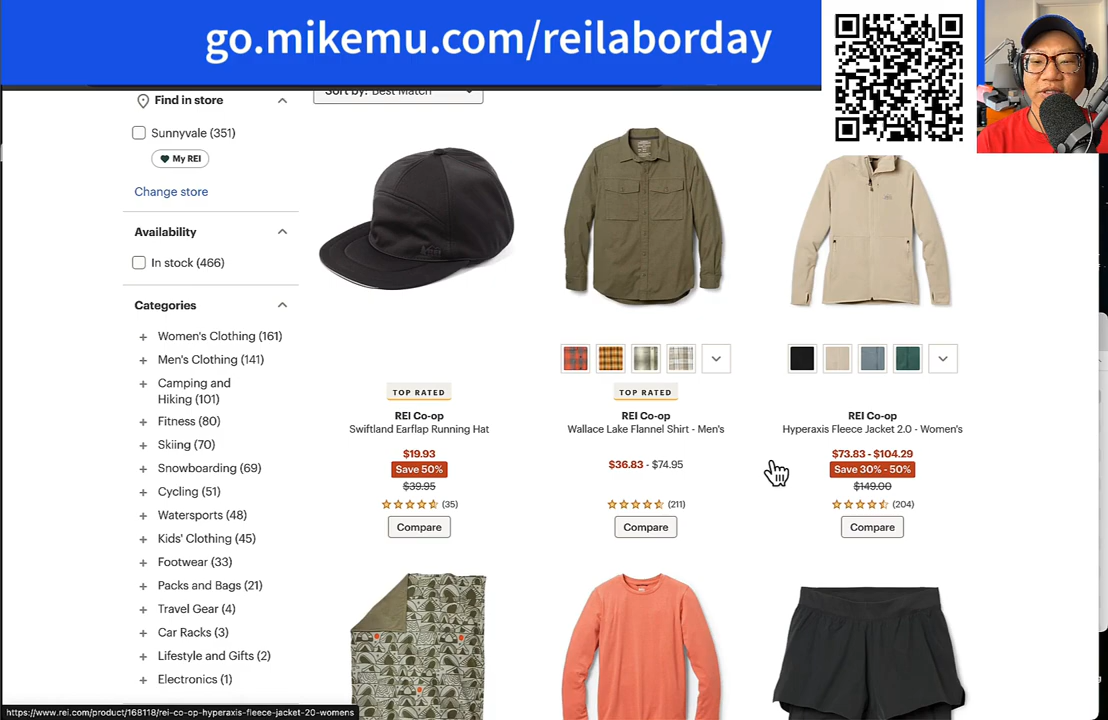 go.mikemu.com/reilaborday
Sort by: Best Match
Find in store
Sunnyvale (351)
My REI
Change store
Availability
In stock (466)
Categories
+ Women's Clothing (161)
+ Men's Clothing (141)
+ Camping and
Hiking (101)
+ Fitness (80)
+ Skiing (70)
+ Snowboarding (69)
+ Cycling (51)
+ Watersports (48)
+ Kids' Clothing (45)
+ Footwear (33)
+ Packs and Bags (21)
+ Travel Gear (4)
+ Car Racks (3)
+ Lifestyle and Gifts (2)
+ Electronics (1)
TOP RATED
REI Co-op
Swiftland Earflap Running Hat
$19.93
Save 50%
$39.95
(35)
Compare
TOP RATED
REI Co-op
Wallace Lake Flannel Shirt - Men's
$36.83 - $74.95
(211)
Compare
REI Co-op
Hyperaxis Fleece Jacket 2.0 - Women's
$73.83 - $104.29
Save 30% - 50%
$149.00
(204)
Compare
https://www.rei.com/product/168118/rei-co-op-hyperaxis-fleece-jacket-20-womens